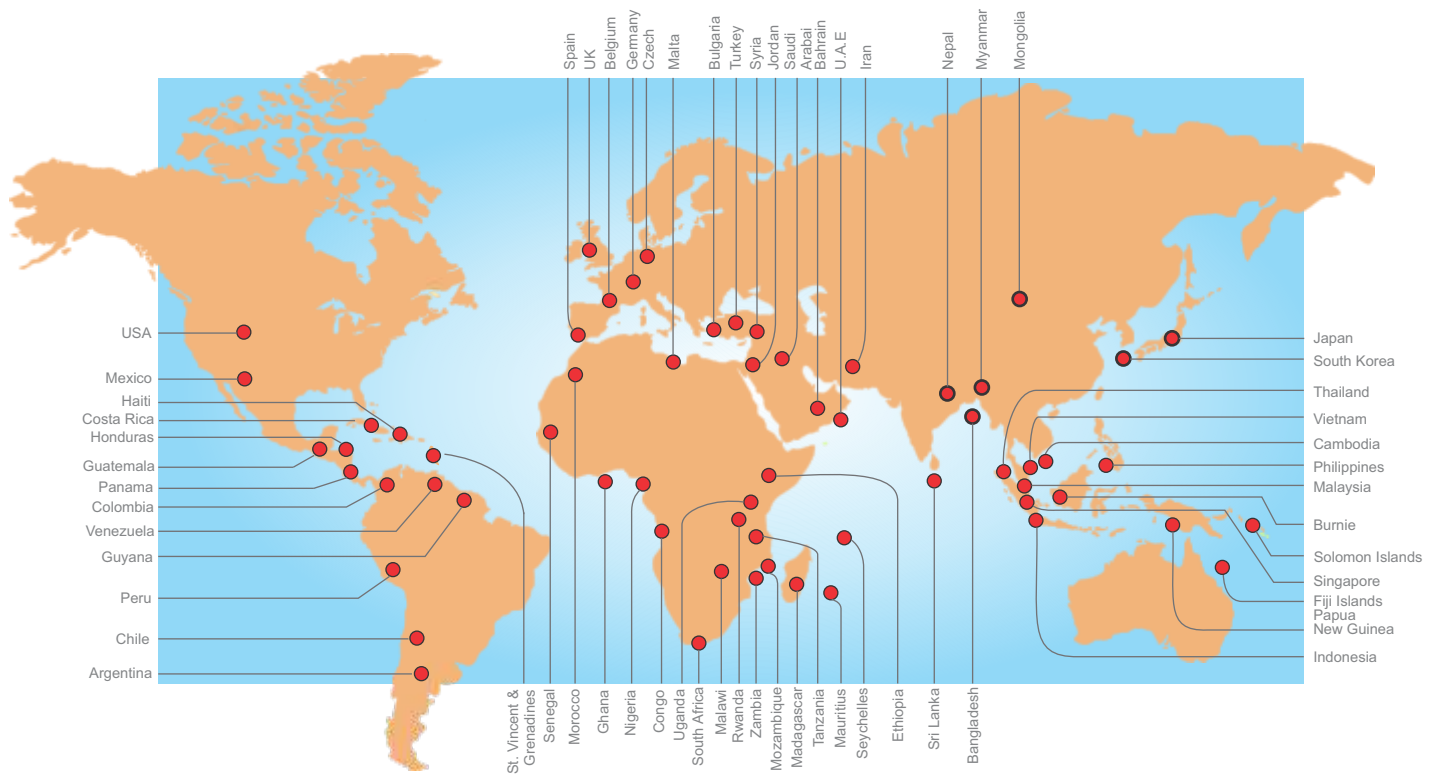 Spain
UK
Belgium
Germany
Czech
Malta
Bulgaria
Turkey
Syria
Jordan
Saudi
Arabai
Bahrain
U.A.E
Iran
Nepal
Myanmar
Mongolia
USA
Mexico
Haiti
Costa Rica
Honduras
Guatemala
Panama
Colombia
Venezuela
Guyana
Peru
Chile
Argentina
Japan
South Korea
Thailand
Vietnam
Cambodia
Philippines
Malaysia
Burnie
Solomon Islands
Singapore
Fiji Islands
Papua
New Guinea
Indonesia
St. Vincent &
Grenadines
Senegal
Morocco
Ghana
Nigeria
Congo
Uganda
South Africa
Malawi
Rwanda
Zambia
Mozambique
Madagascar
Tanzania
Mauritius
Seychelles
Ethiopia
Sri Lanka
Bangladesh